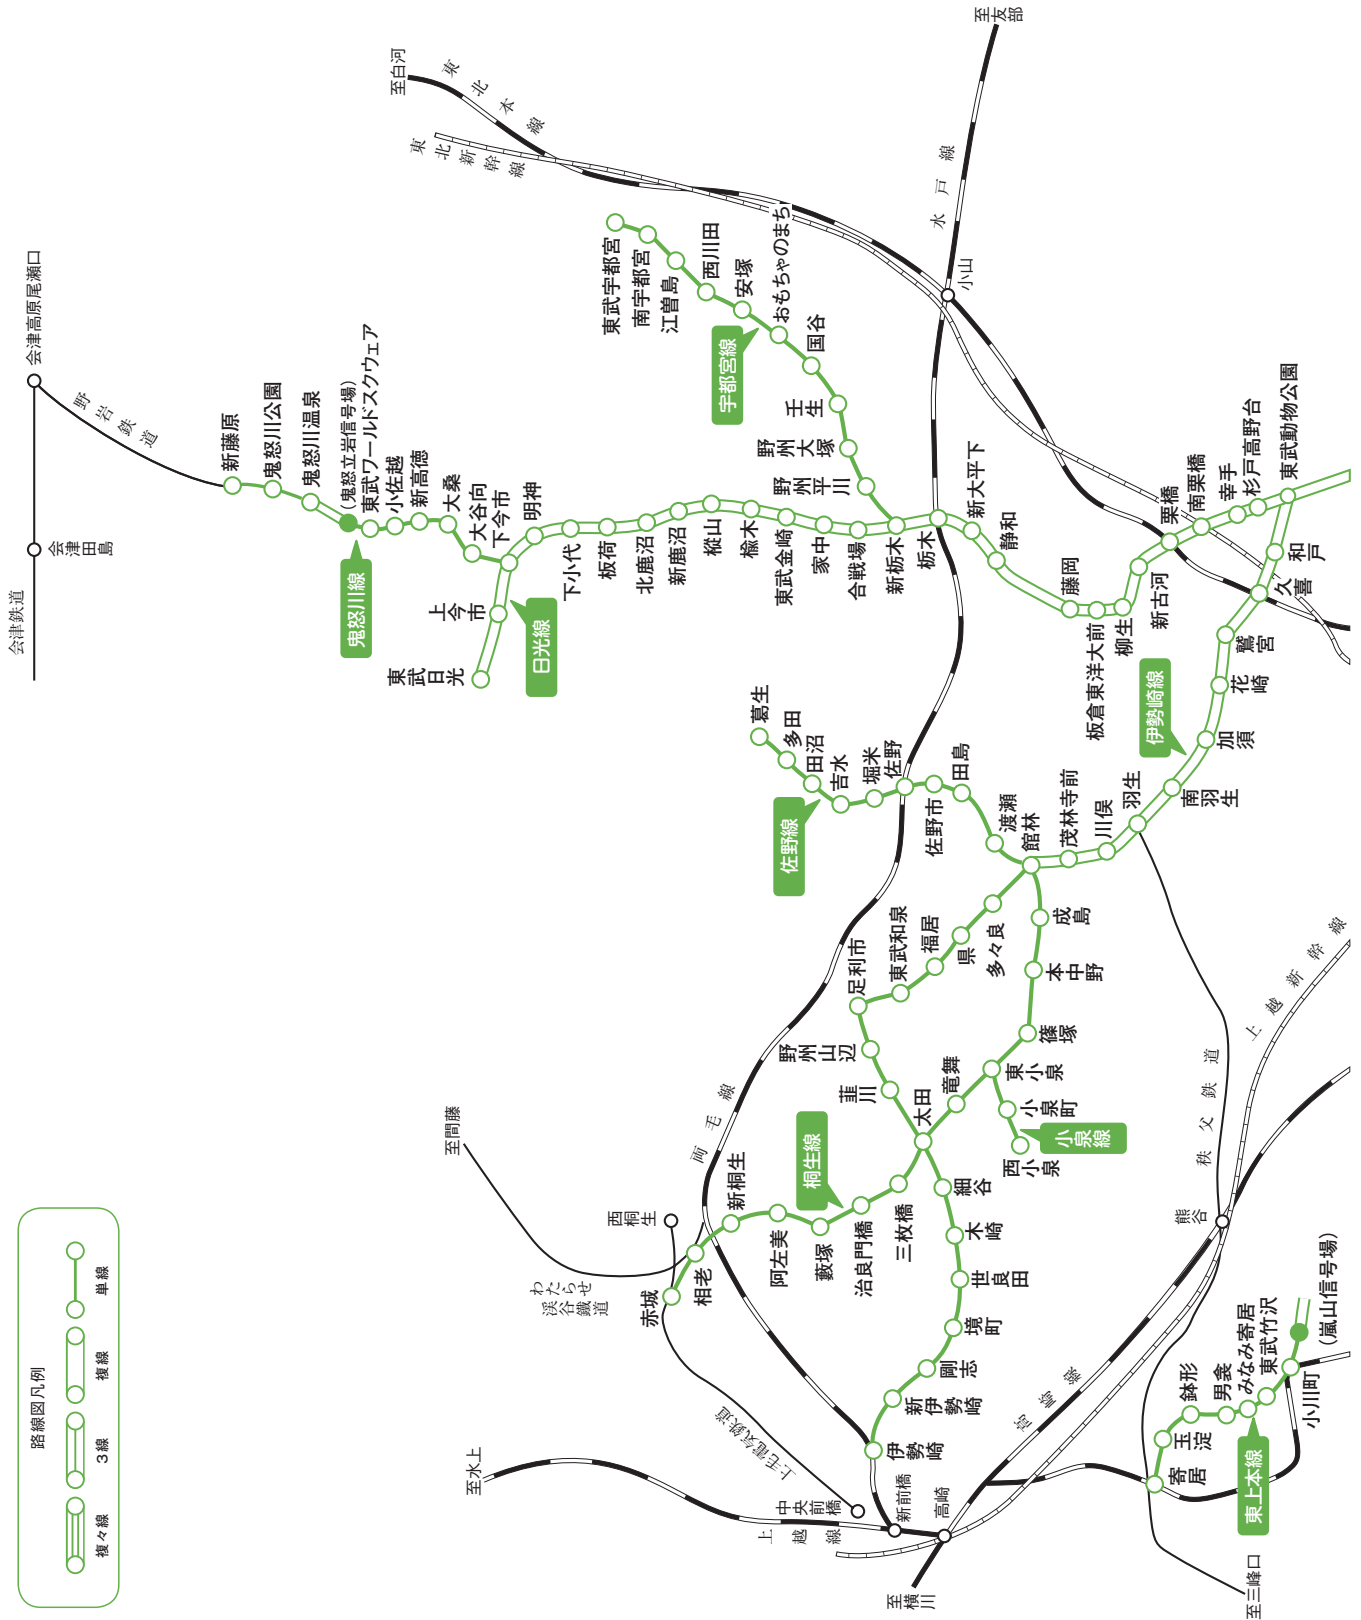 路線図凡例
複々線
3線
複線
単線
会津鉄道
会津田島
会津高原尾瀬口
野岩鉄道
新藤原
鬼怒川公園
鬼怒川温泉
(鬼怒立岩信号場)
東武ワールドスクウェア
小佐越
新高徳
大桑
大谷向
下今市
鬼怒川線
上今市
東武日光
日光線
明神
下小代
板荷
北鹿沼
新鹿沼
樅山
楡木
東武金崎
家中
合戦場
新栃木
栃木
新大平下
静和
藤岡
板倉東洋大前
柳生
新古河
栗橋
南栗橋
幸手
杉戸高野台
東武動物公園
東武宇都宮
南宇都宮
江曽島
西川田
安塚
おもちゃのまち
国谷
壬生
野州大塚
野州平川
宇都宮線
至白河
東北本線
東北新幹線
至友部
水戸線
小山
和戸
久喜
鷲宮
花崎
加須
南羽生
羽生
川俣
茂林寺前
館林
伊勢崎線
葛生
多田
田沼
吉水
堀米
佐野
佐野市
田島
渡瀬
佐野線
多々良
県
福居
東武和泉
足利市
野州山辺
韮川
太田
細谷
木崎
世良田
境町
剛志
新伊勢崎
伊勢崎
成島
本中野
篠塚
東小泉
小泉町
西小泉
小泉線
竜舞
三枚橋
治良門橋
藪塚
阿左美
新桐生
相老
赤城
桐生線
西桐生
至間藤
わたらせ
渓谷鐵道
両毛線
上毛電気鉄道
中央前橋
至水上
上越線
新前橋
高崎
至横川
高崎線
上越新幹線
秩父鉄道
熊谷
寄居
玉淀
鉢形
男衾
みなみ寄居
東武竹沢
小川町
(嵐山信号場)
東上本線
至三峰口